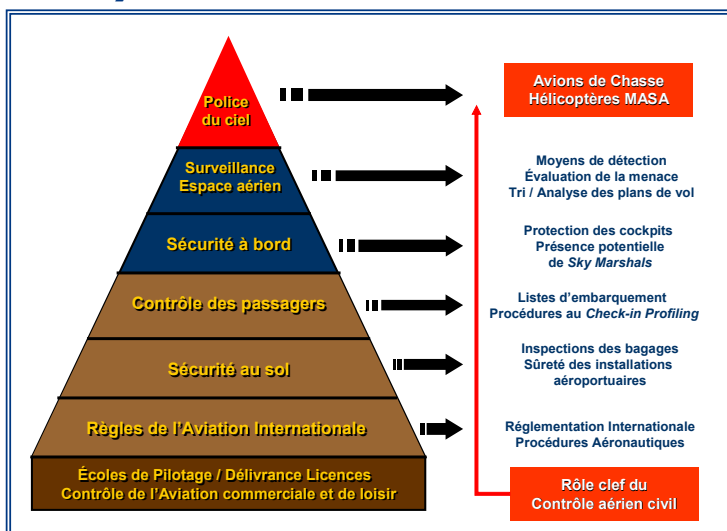 Police
du ciel
Avions de Chasse
Hélicoptères MASA
Surveillance
Espace aérien
Moyens de détection
Évaluation de la menace
Tri / Analyse des plans de vol
Sécurité à bord
Protection des cockpits
Présence potentielle
de Sky Marshals
Contrôle des passagers
Listes d'embarquement
Procédures au Check-in Profiling
Sécurité au sol
Inspections des bagages
Sûreté des installations
aéroportuaires
Règles de l'Aviation Internationale
Réglementation Internationale
Procédures Aéronautiques
Écoles de Pilotage / Délivrance Licences
Contrôle de l'Aviation commerciale et de loisir
Rôle clef du
Contrôle aérien civil